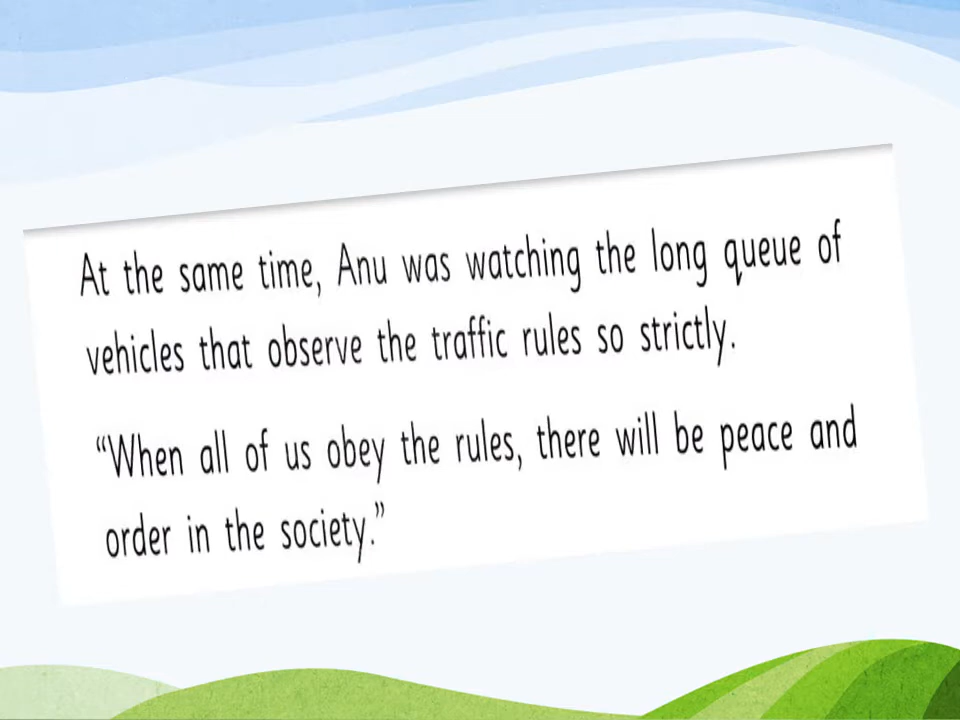 At the same time, Anu was watching the long queue of
vehicles that observe the traffic rules so strictly.
“When all of us obey the rules, there will be peace and
order in the society.”